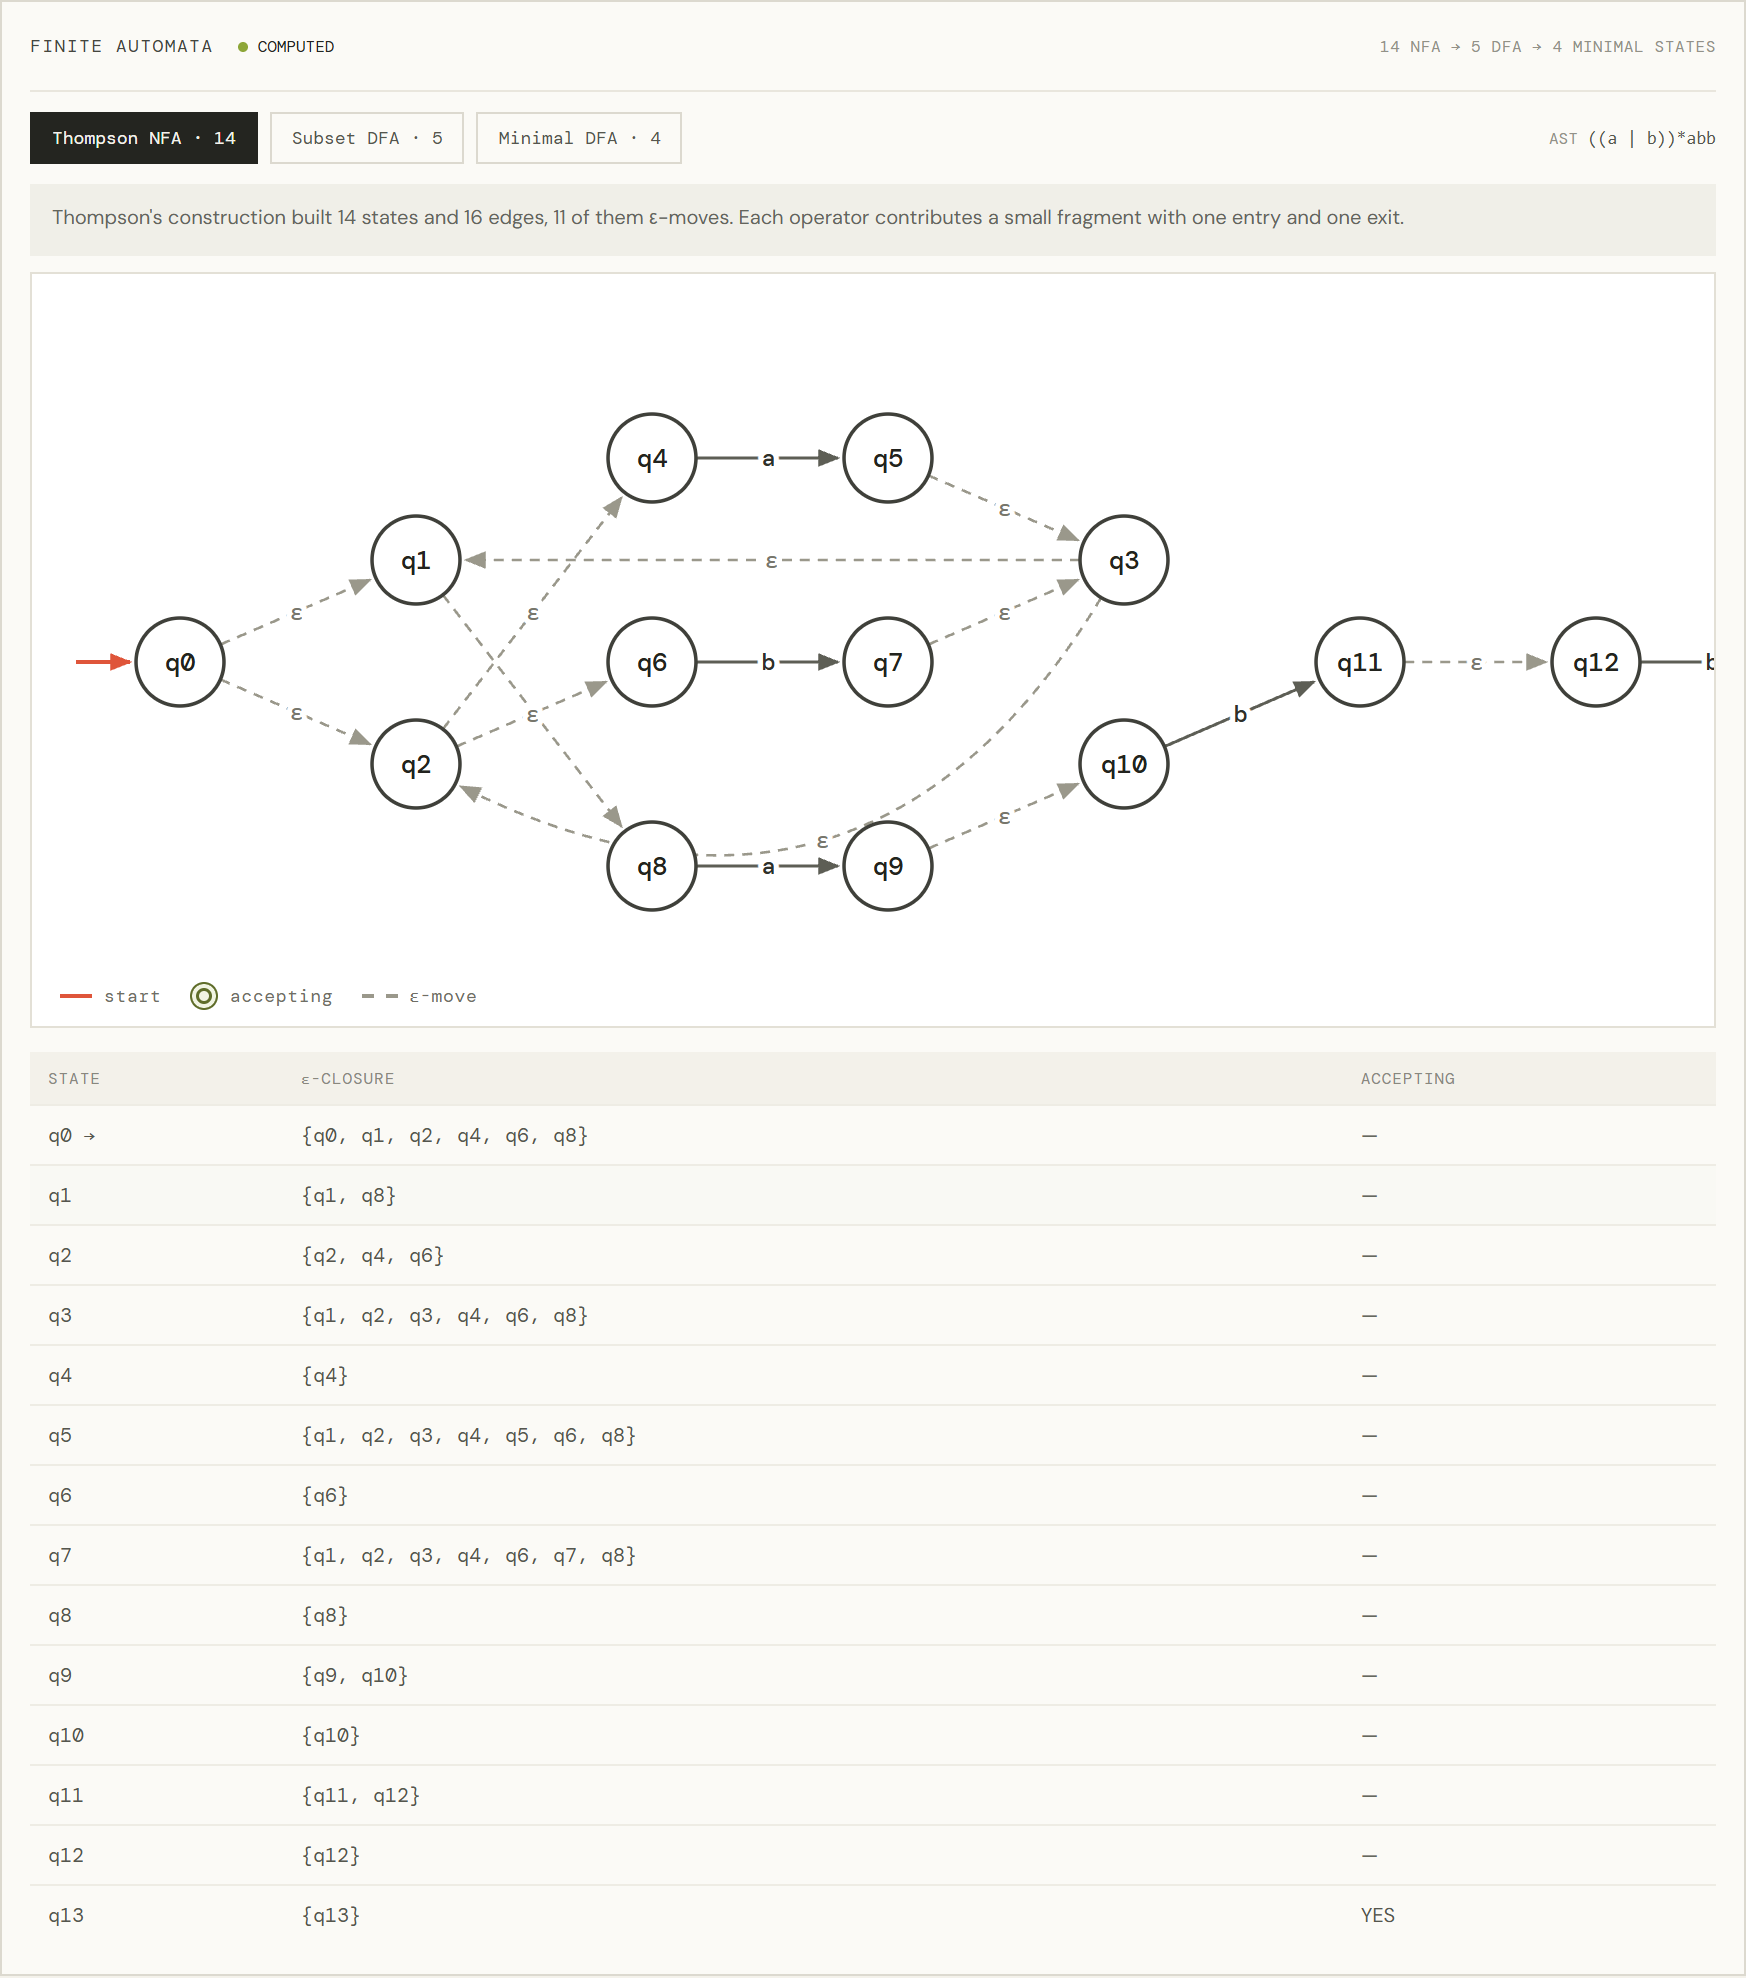 FINITE AUTOMATA COMPUTED 14 NFA → 5 DFA → 4 MINIMAL STATES
Thompson NFA · 14 Subset DFA · 5 Minimal DFA · 4 AST ((a | b))*abb
Thompson's construction built 14 states and 16 edges, 11 of them ε-moves. Each operator contributes a small fragment with one entry and one exit.
q4 a q5
ε
q1 ε q3
ε ε ε
q0 q6 b q7 q11 ε q12 b
ε ε b
q2 q10
ε ε
q8 a q9
start accepting ε-move
STATE ε-CLOSURE ACCEPTING
q0 → {q0, q1, q2, q4, q6, q8} —
q1 {q1, q8} —
q2 {q2, q4, q6} —
q3 {q1, q2, q3, q4, q6, q8} —
q4 {q4} —
q5 {q1, q2, q3, q4, q5, q6, q8} —
q6 {q6} —
q7 {q1, q2, q3, q4, q6, q7, q8} —
q8 {q8} —
q9 {q9, q10} —
q10 {q10} —
q11 {q11, q12} —
q12 {q12} —
q13 {q13} YES